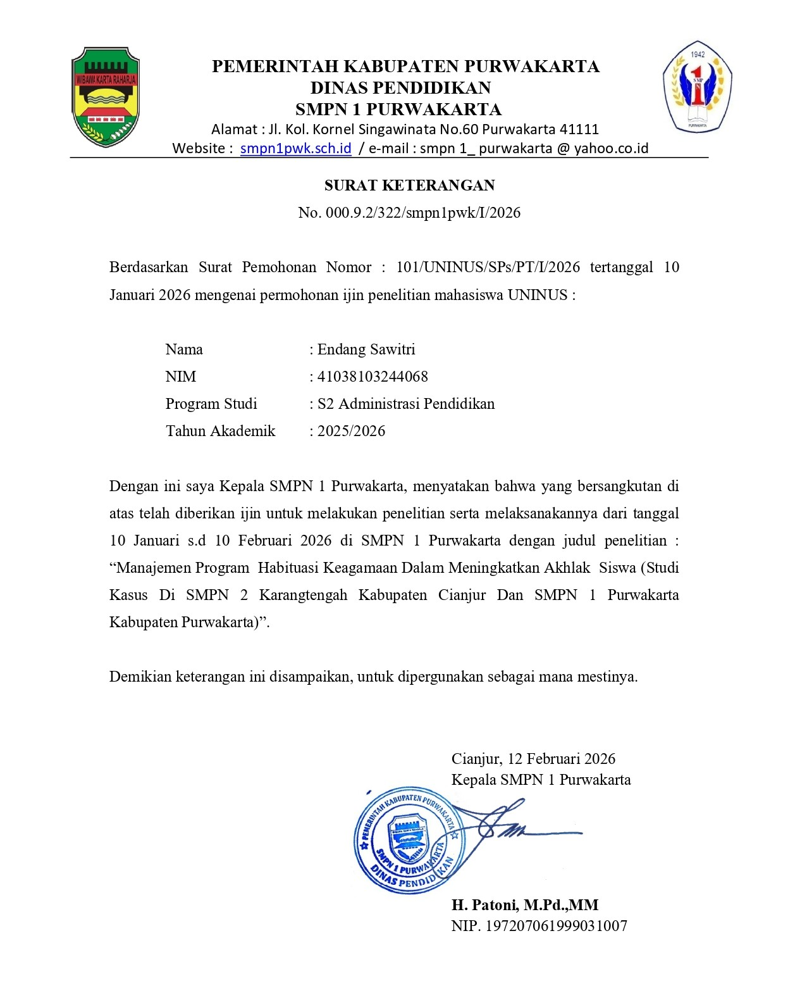 PEMERINTAH KABUPATEN PURWAKARTA
DINAS PENDIDIKAN
SMPN 1 PURWAKARTA
Alamat : Jl. Kol. Kornel Singawinata No.60 Purwakarta 41111
Website : smpn1pwk.sch.id / e-mail : smpn 1_ purwakarta @ yahoo.co.id
WIBAWA KARTA RAHARJA
1942
SMP
1
N
PURWAKARTA
SURAT KETERANGAN
No. 000.9.2/322/smpn1pwk/I/2026
Berdasarkan Surat Pemohonan Nomor : 101/UNINUS/SPs/PT/I/2026 tertanggal 10
Januari 2026 mengenai permohonan ijin penelitian mahasiswa UNINUS :
Nama : Endang Sawitri
NIM : 41038103244068
Program Studi : S2 Administrasi Pendidikan
Tahun Akademik : 2025/2026
Dengan ini saya Kepala SMPN 1 Purwakarta, menyatakan bahwa yang bersangkutan di
atas telah diberikan ijin untuk melakukan penelitian serta melaksanakannya dari tanggal
10 Januari s.d 10 Februari 2026 di SMPN 1 Purwakarta dengan judul penelitian :
“Manajemen Program Habituasi Keagamaan Dalam Meningkatkan Akhlak Siswa (Studi
Kasus Di SMPN 2 Karangtengah Kabupaten Cianjur Dan SMPN 1 Purwakarta
Kabupaten Purwakarta)”.
Demikian keterangan ini disampaikan, untuk dipergunakan sebagai mana mestinya.
Cianjur, 12 Februari 2026
Kepala SMPN 1 Purwakarta
PEMERINTAH KABUPATEN PURWAKARTA
WIBAWA KARTA RAHARJA
SMPN 1 PURWAKARTA
DINAS PENDIDIKAN
H. Patoni, M.Pd.,MM
NIP. 197207061999031007